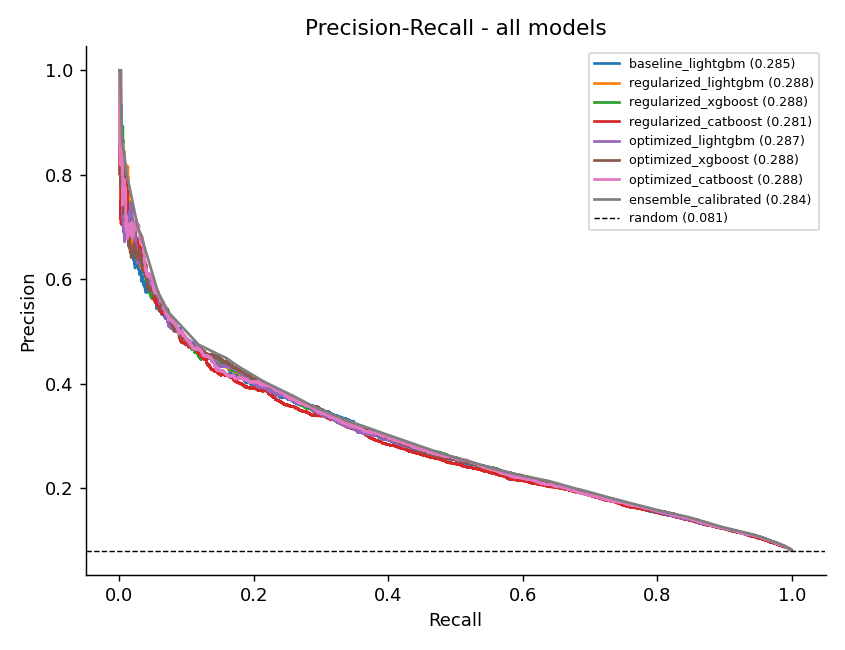 Precision-Recall - all models
baseline_lightgbm (0.285)
regularized_lightgbm (0.288)
regularized_xgboost (0.288)
regularized_catboost (0.281)
optimized_lightgbm (0.287)
optimized_xgboost (0.288)
optimized_catboost (0.288)
ensemble_calibrated (0.284)
random (0.081)
1.0
0.8
0.6
0.4
0.2
Precision
0.0 0.2 0.4 0.6 0.8 1.0
Recall